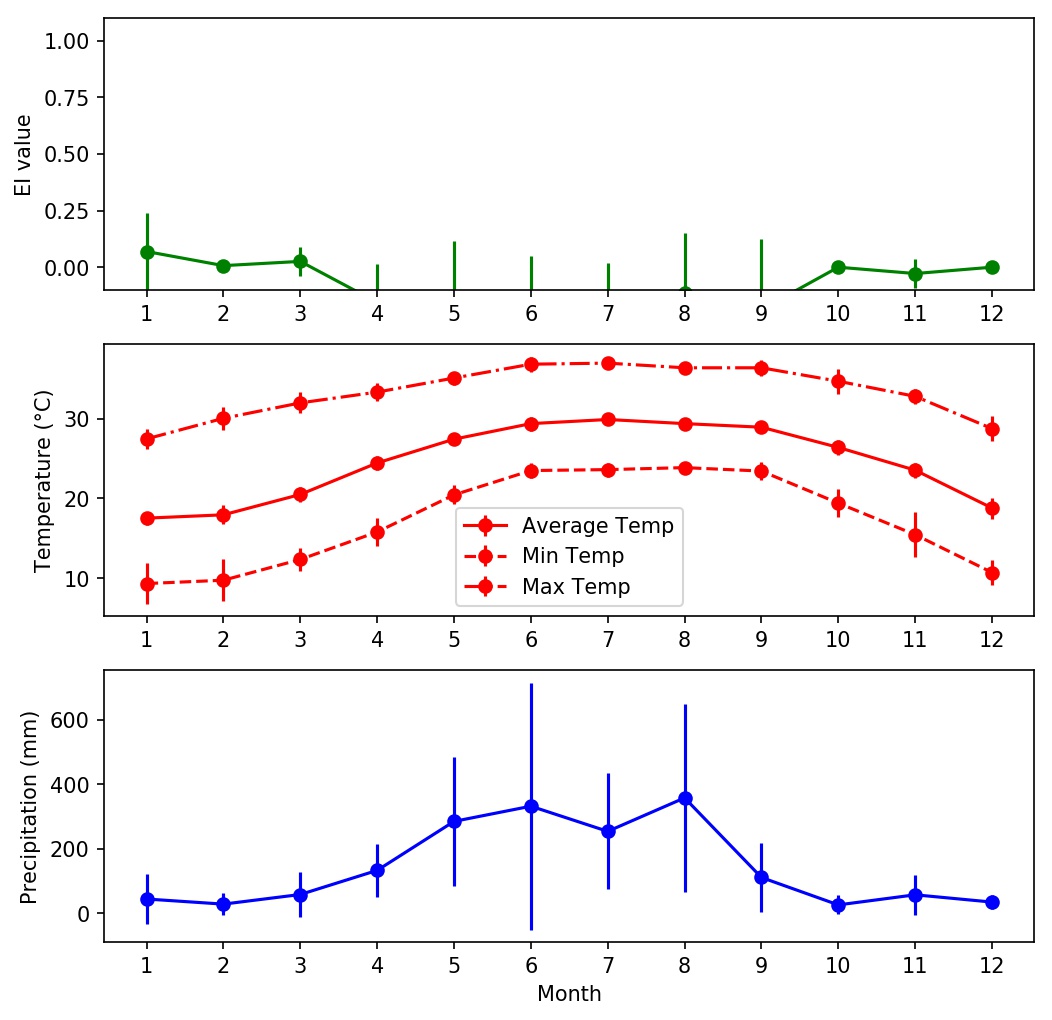 EI value
1.00
0.75
0.50
0.25
0.00
1 2 3 4 5 6 7 8 9 10 11 12
Temperature (°C)
30
20
10
Average Temp
Min Temp
Max Temp
1 2 3 4 5 6 7 8 9 10 11 12
Precipitation (mm)
600
400
200
0
1 2 3 4 5 6 7 8 9 10 11 12
Month